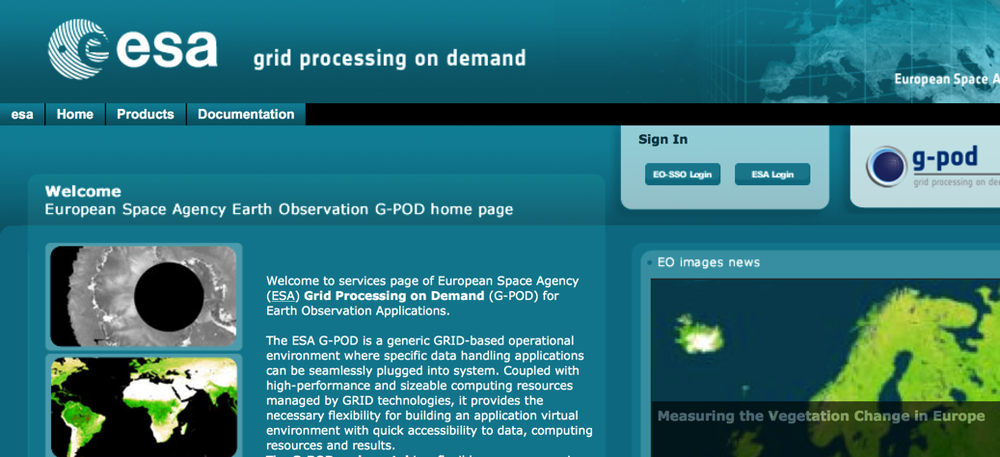 esa
grid processing on demand
European Space
esa Home Products Documentation
Sign In
EO-SSO Login ESA Login
g-pod
grid processing on
Welcome
European Space Agency Earth Observation G-POD home page
EO images news
Welcome to services page of European Space Agency
(ESA) Grid Processing on Demand (G-POD) for
Earth Observation Applications.
The ESA G-POD is a generic GRID-based operational
environment where specific data handling applications
can be seamlessly plugged into system. Coupled with
high-performance and sizeable computing resources
managed by GRID technologies, it provides the
necessary flexibility for building an application virtual
environment with quick accessibility to data, computing
resources and results.
Measuring the Vegetation Change in Europe